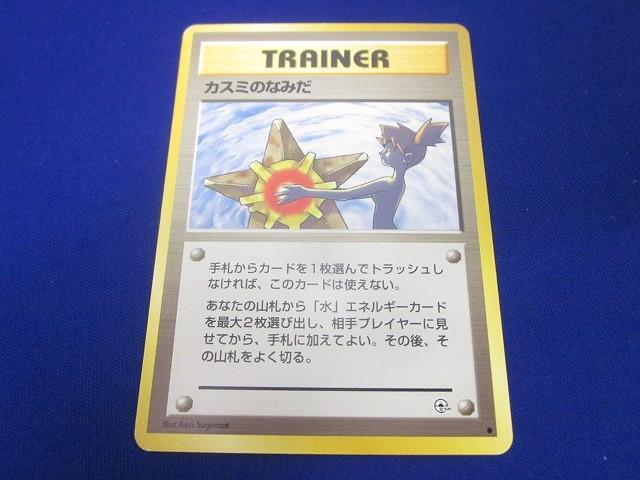 TRAINER
カスミのなみだ
手札からカードを1枚選んでトラッシュし
なければ、このカードは使えない。
あなたの山札から「水」エネルギーカード
を最大2枚選び出し、相手プレイヤーに見
せてから、手札に加えてよい。その後、そ
の山札をよく切る。
Illus.Ken Sugimori